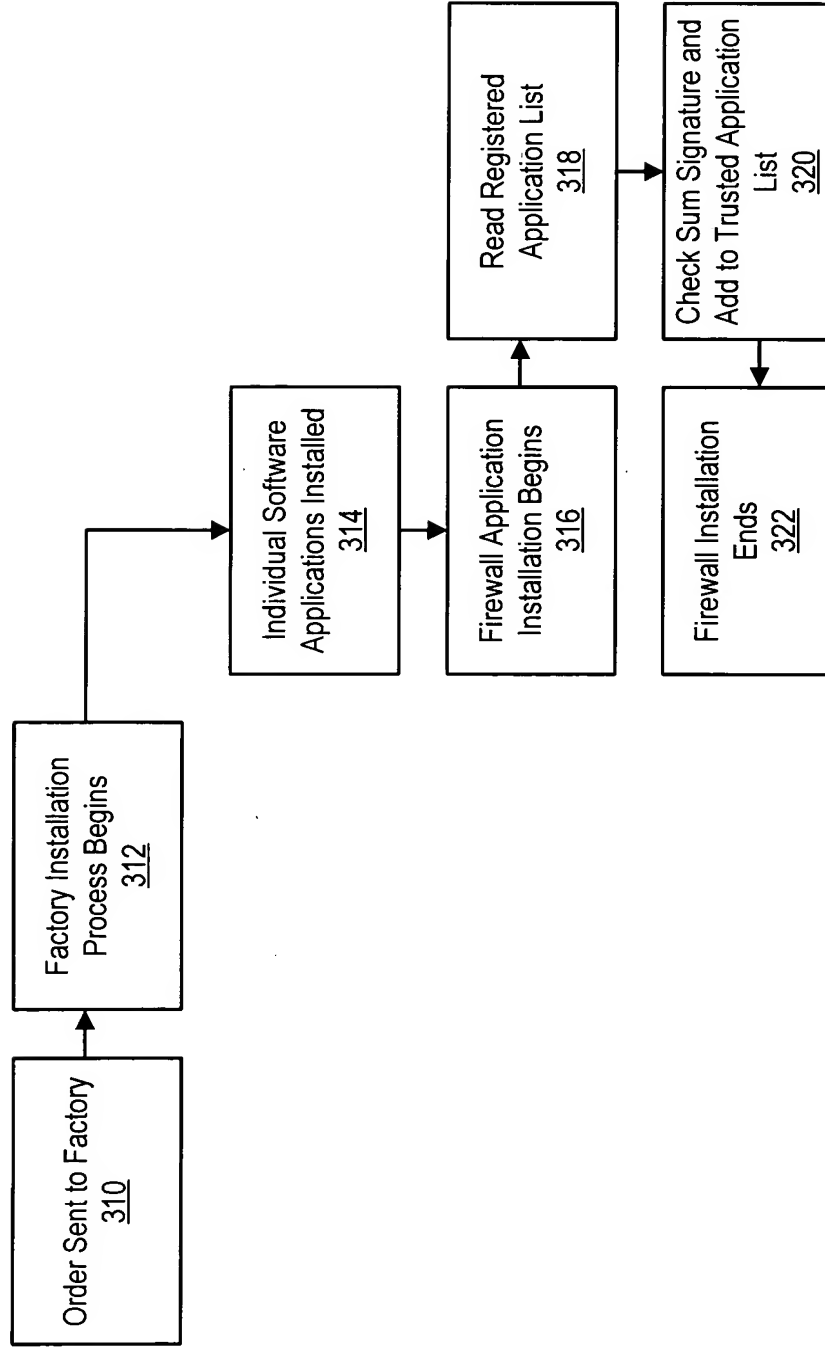 Order Sent to Factory
310
Factory Installation
Process Begins
312
Individual Software
Applications Installed
314
Firewall Application
Installation Begins
316
Read Registered
Application List
318
Check Sum Signature and
Add to Trusted Application
List
320
Firewall Installation
Ends
322